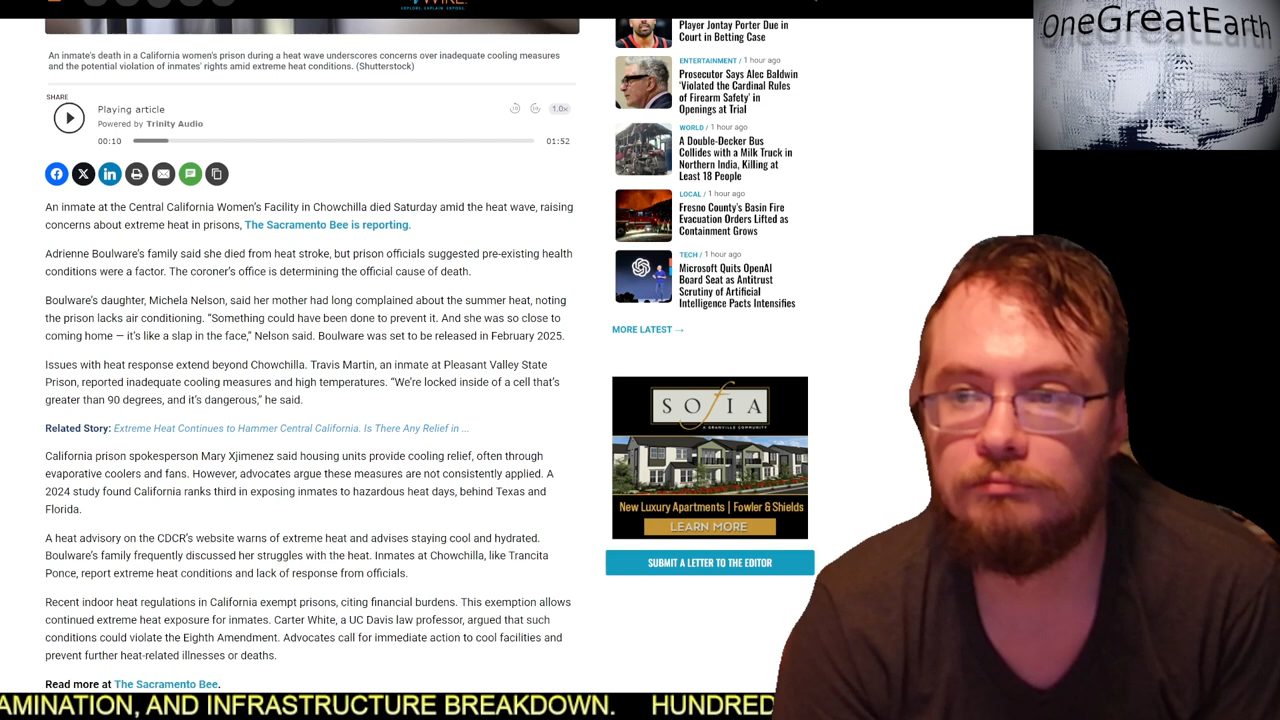 WIRE.
EXPLORE. EXPLAIN. EXPOSE.
OneGreatEarth
An inmate's death in a California women's prison during a heat wave underscores concerns over inadequate cooling measures
and the potential violation of inmates' rights amid extreme heat conditions. (Shutterstock)
SHARE
Playing article
1.0×
Powered by Trinity Audio
00:10
01:52
An inmate at the Central California Women's Facility in Chowchilla died Saturday amid the heat wave, raising
concerns about extreme heat in prisons, The Sacramento Bee is reporting.
Adrienne Boulware's family said she died from heat stroke, but prison officials suggested pre-existing health
conditions were a factor. The coroner's office is determining the official cause of death.
Boulware's daughter, Michela Nelson, said her mother had long complained about the summer heat, noting
the prison lacks air conditioning. “Something could have been done to prevent it. And she was so close to
coming home — it's like a slap in the face,” Nelson said. Boulware was set to be released in February 2025.
Issues with heat response extend beyond Chowchilla. Travis Martin, an inmate at Pleasant Valley State
Prison, reported inadequate cooling measures and high temperatures. “We're locked inside of a cell that's
greater than 90 degrees, and it's dangerous,” he said.
Related Story: Extreme Heat Continues to Hammer Central California. Is There Any Relief in ...
California prison spokesperson Mary Xjimenez said housing units provide cooling relief, often through
evaporative coolers and fans. However, advocates argue these measures are not consistently applied. A
2024 study found California ranks third in exposing inmates to hazardous heat days, behind Texas and
Florida.
A heat advisory on the CDCR's website warns of extreme heat and advises staying cool and hydrated.
Boulware's family frequently discussed her struggles with the heat. Inmates at Chowchilla, like Trancita
Ponce, report extreme heat conditions and lack of response from officials.
Recent indoor heat regulations in California exempt prisons, citing financial burdens. This exemption allows
continued extreme heat exposure for inmates. Carter White, a UC Davis law professor, argued that such
conditions could violate the Eighth Amendment. Advocates call for immediate action to cool facilities and
prevent further heat-related illnesses or deaths.
Read more at The Sacramento Bee.
Player Jontay Porter Due in
Court in Betting Case
ENTERTAINMENT / 1 hour ago
Prosecutor Says Alec Baldwin
‘Violated the Cardinal Rules
of Firearm Safety’ in
Openings at Trial
WORLD / 1 hour ago
A Double-Decker Bus
Collides with a Milk Truck in
Northern India, Killing at
Least 18 People
LOCAL / 1 hour ago
Fresno County's Basin Fire
Evacuation Orders Lifted as
Containment Grows
TECH / 1 hour ago
Microsoft Quits OpenAI
Board Seat as Antitrust
Scrutiny of Artificial
Intelligence Pacts Intensifies
MORE LATEST →
SOfIA
A GRANVILLE COMMUNITY
New Luxury Apartments | Fowler & Shields
LEARN MORE
SUBMIT A LETTER TO THE EDITOR
AMINATION, AND INFRASTRUCTURE BREAKDOWN. HUNDRED